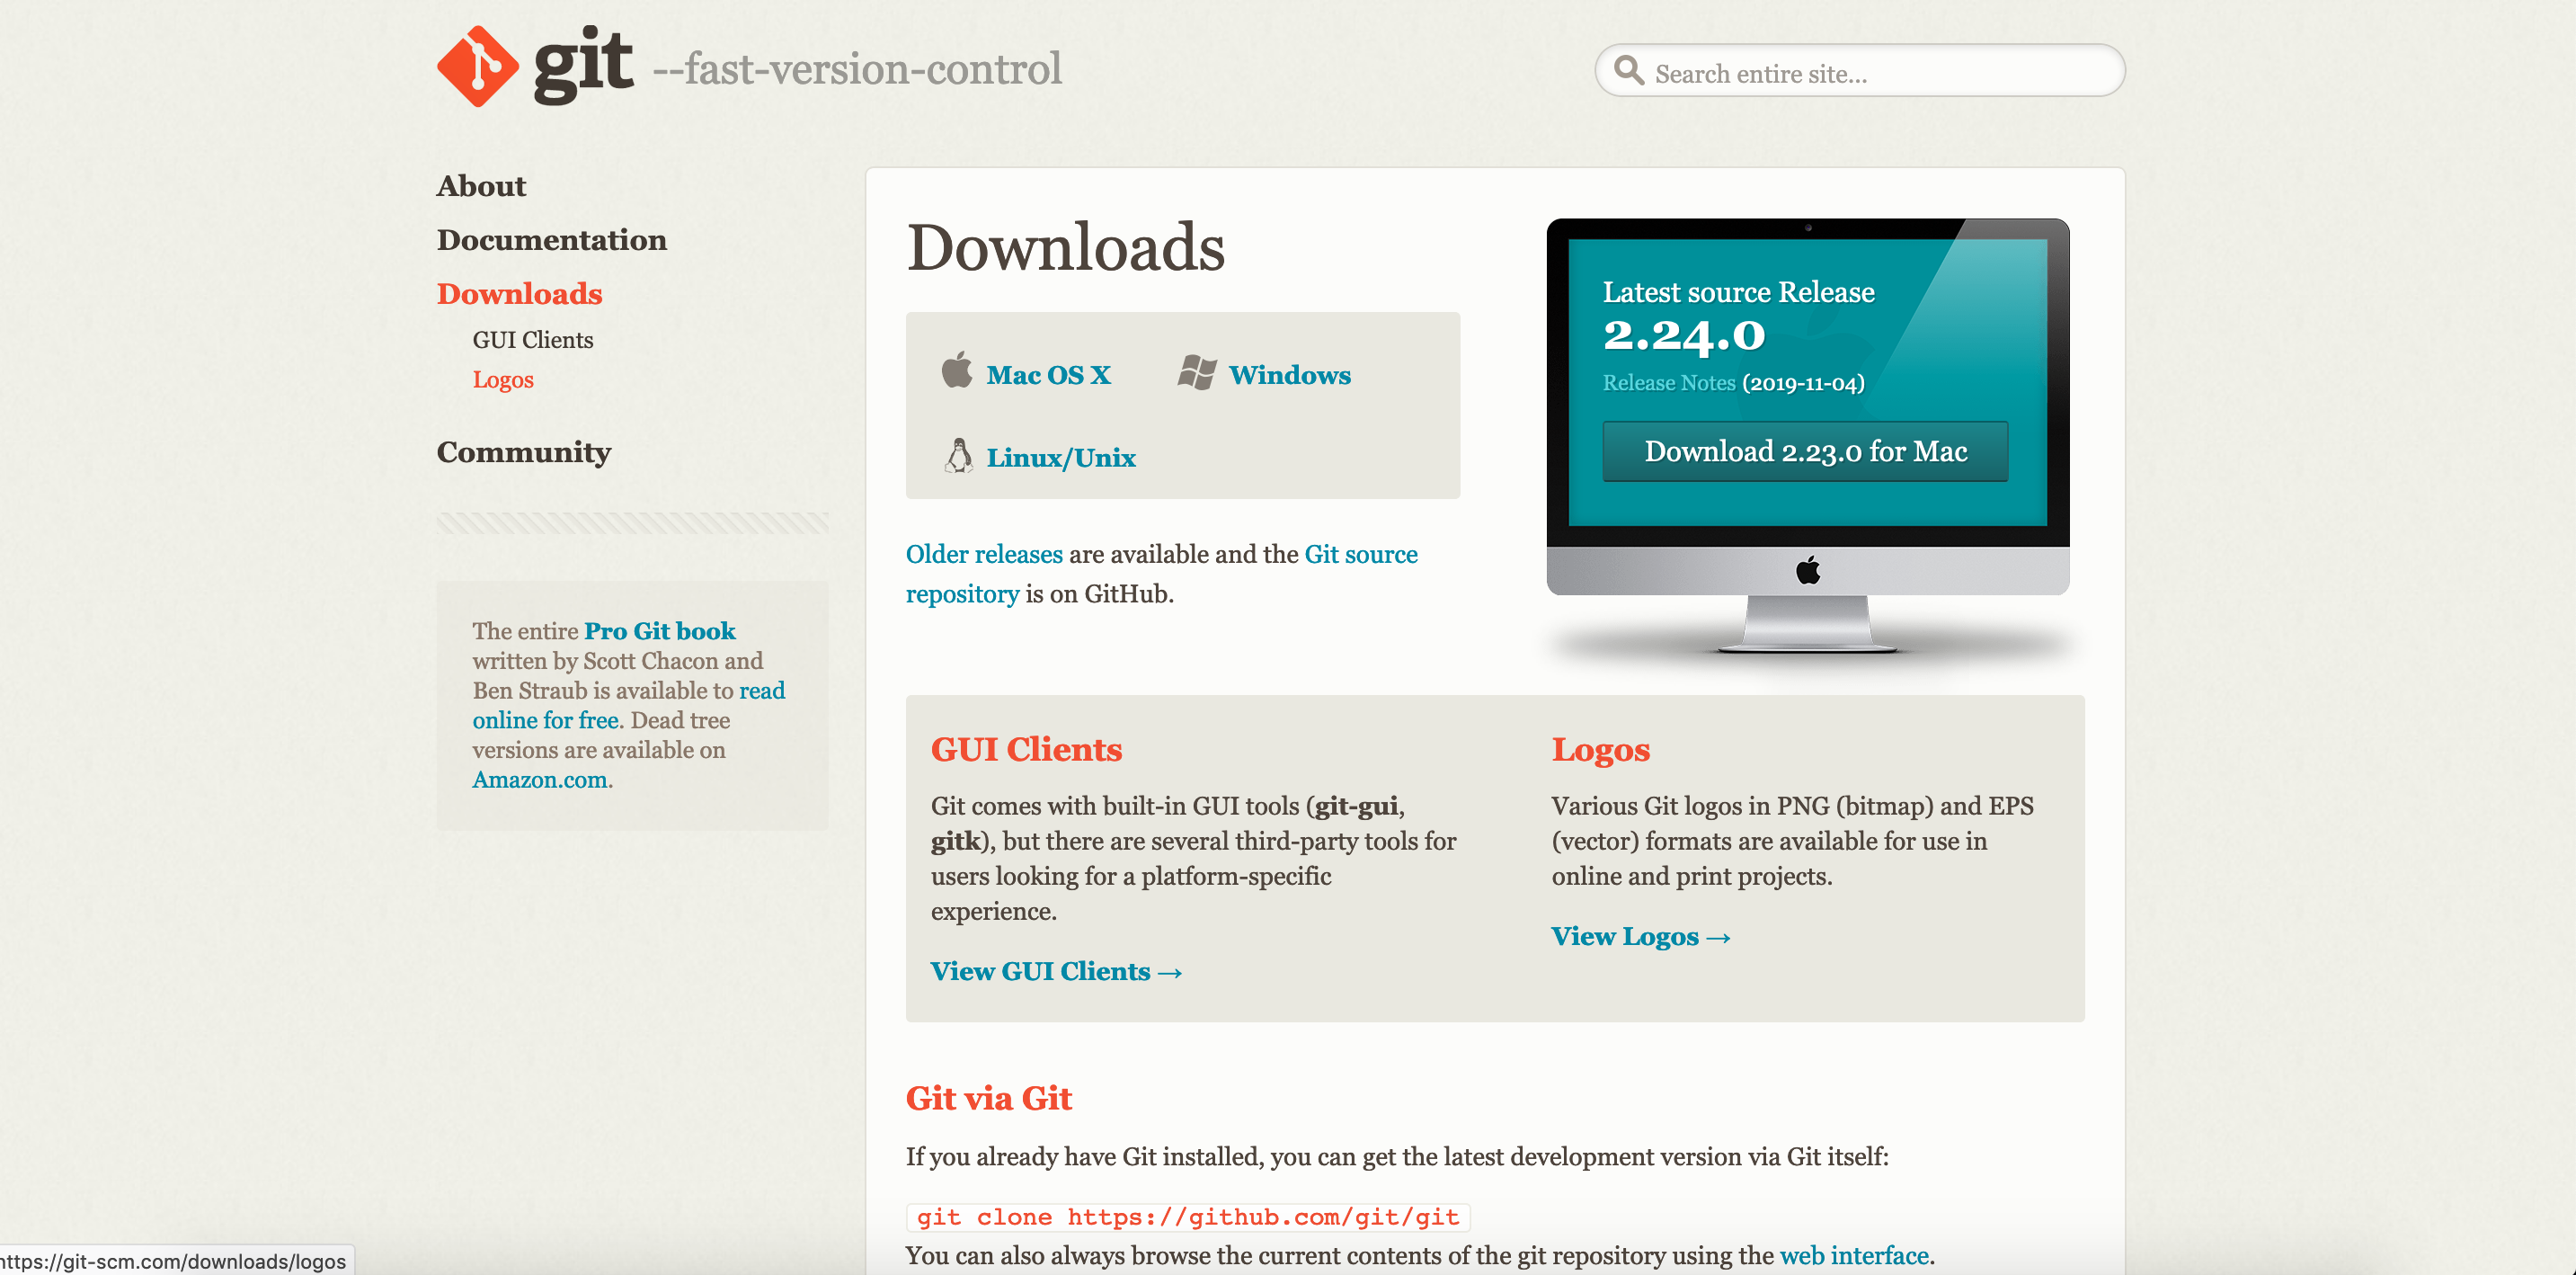 git --fast-version-control
Search entire site...
About
Documentation
Downloads
GUI Clients
Logos
Community
The entire Pro Git book
written by Scott Chacon and
Ben Straub is available to read
online for free. Dead tree
versions are available on
Amazon.com.
Downloads
Mac OS X
Windows
Linux/Unix
Older releases are available and the Git source
repository is on GitHub.
Latest source Release
2.24.0
Release Notes (2019-11-04)
Download 2.23.0 for Mac
GUI Clients
Git comes with built-in GUI tools (git-gui,
gitk), but there are several third-party tools for
users looking for a platform-specific
experience.
View GUI Clients →
Logos
Various Git logos in PNG (bitmap) and EPS
(vector) formats are available for use in
online and print projects.
View Logos →
Git via Git
If you already have Git installed, you can get the latest development version via Git itself:
git clone https://github.com/git/git
You can also always browse the current contents of the git repository using the web interface.
https://git-scm.com/downloads/logos